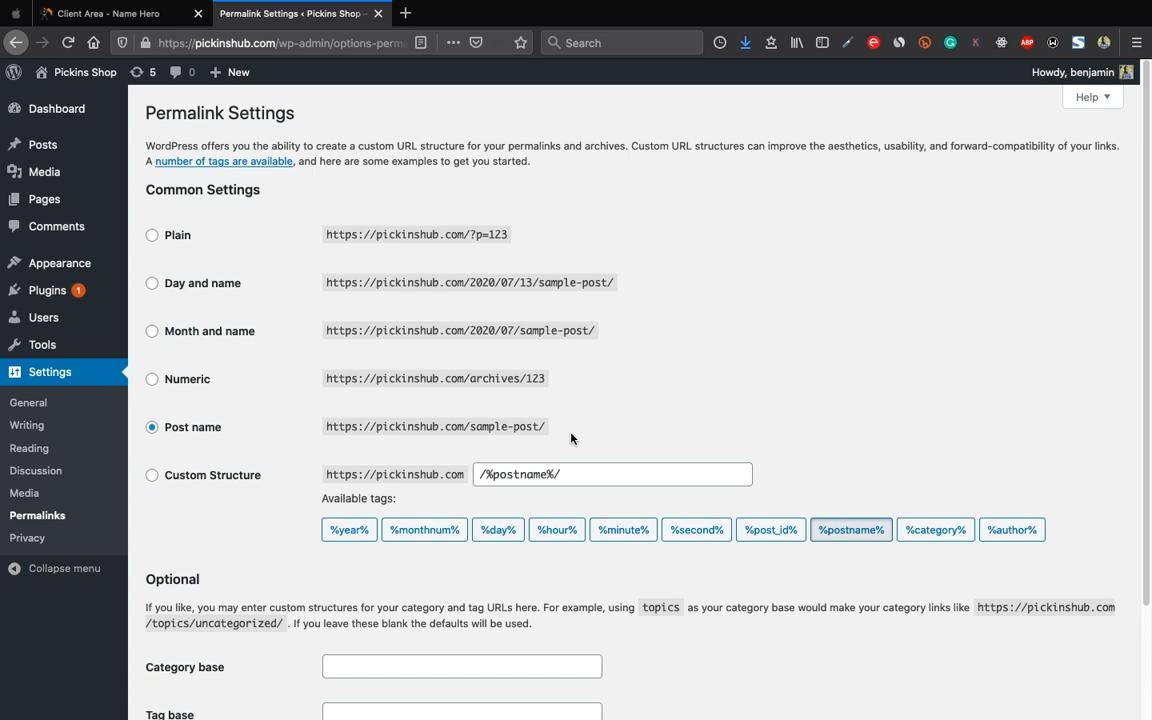 Client Area - Name Hero
Permalink Settings ‹ Pickins Shop –
https://pickinshub.com/wp-admin/options-perma
Search
ABP
Pickins Shop
5
0
New
Howdy, benjamin
Help
Dashboard
Posts
Media
Pages
Comments
Appearance
Plugins 1
Users
Tools
Settings
General
Writing
Reading
Discussion
Media
Permalinks
Privacy
Collapse menu
Permalink Settings
WordPress offers you the ability to create a custom URL structure for your permalinks and archives. Custom URL structures can improve the aesthetics, usability, and forward-compatibility of your links.
A number of tags are available, and here are some examples to get you started.
Common Settings
Plain https://pickinshub.com/?p=123
Day and name https://pickinshub.com/2020/07/13/sample-post/
Month and name https://pickinshub.com/2020/07/sample-post/
Numeric https://pickinshub.com/archives/123
Post name https://pickinshub.com/sample-post/
Custom Structure https://pickinshub.com /%postname%/
Available tags:
%year% %monthnum% %day% %hour% %minute% %second% %post_id% %postname% %category% %author%
Optional
If you like, you may enter custom structures for your category and tag URLs here. For example, using topics as your category base would make your category links like https://pickinshub.com
/topics/uncategorized/ . If you leave these blank the defaults will be used.
Category base
Tag base